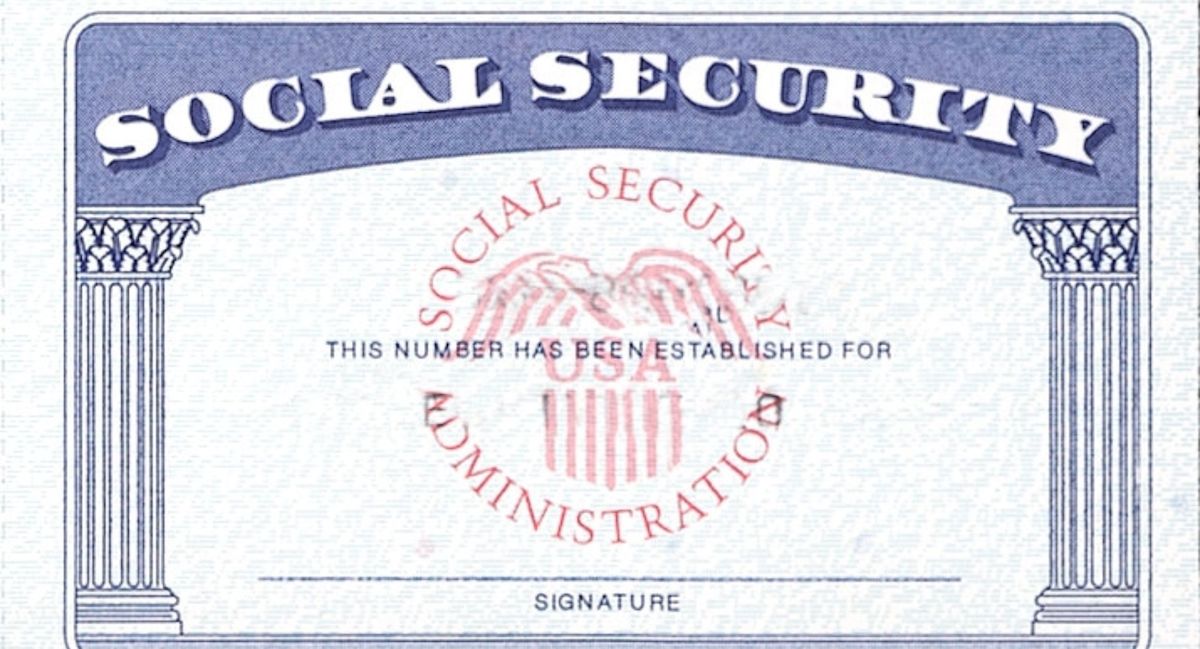 SOCIAL SECURITY
SOCIAL SECURITY
THIS NUMBER HAS BEEN ESTABLISHED FOR
USA
ADMINISTRATION
SIGNATURE